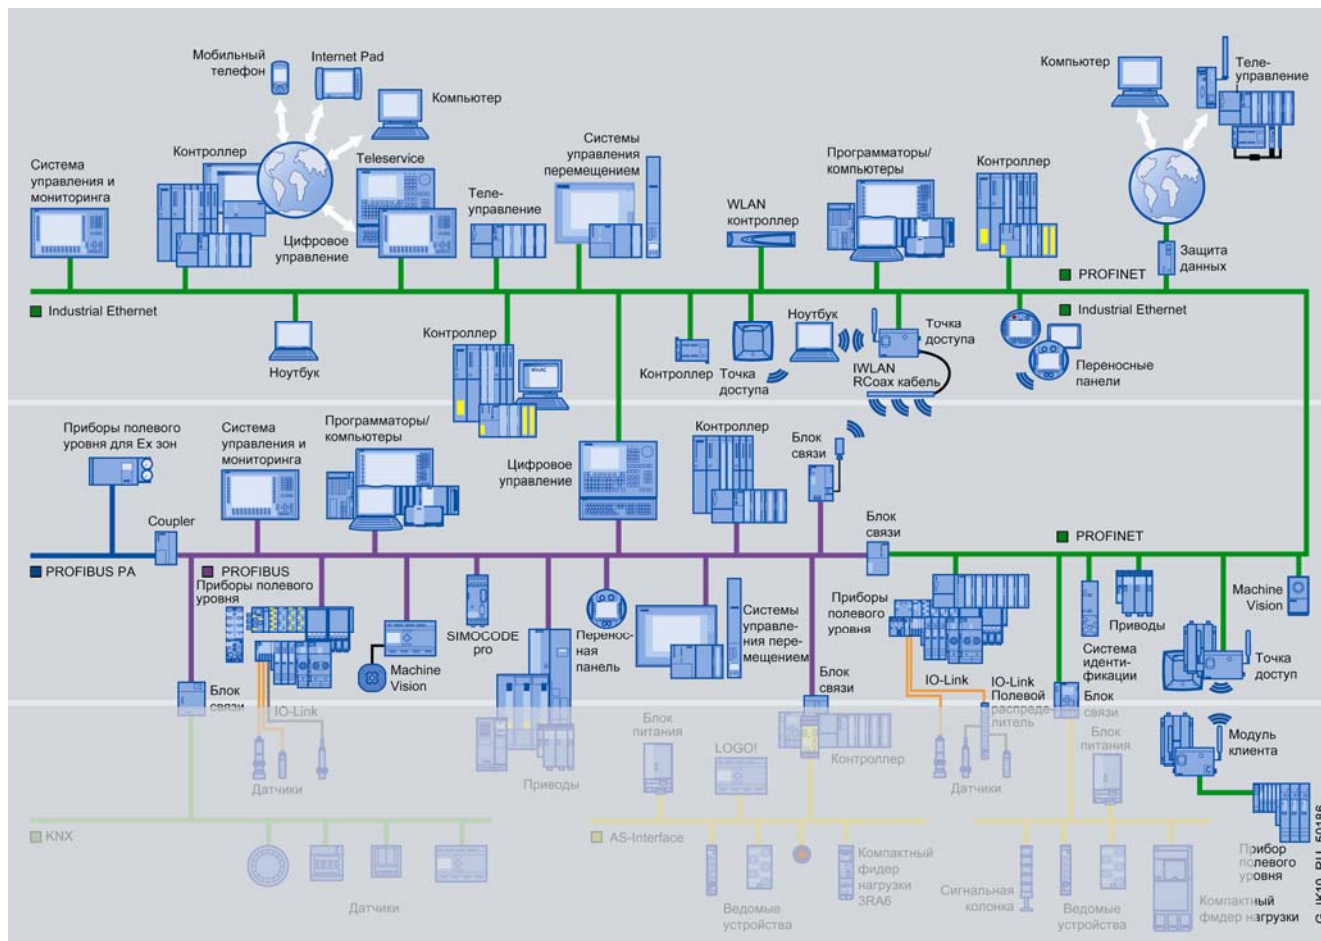 Мобильный
телефон
Internet Pad
Компьютер
Компьютер
Теле-
управление
Система
управления и
мониторинга
Контроллер
Teleservice
Цифровое
управление
Теле-
управление
Системы
управления
перемещением
WLAN
контроллер
Программаторы/
компьютеры
Контроллер
Защита
данных
PROFINET
Industrial Ethernet
Industrial Ethernet
Ноутбук
Контроллер
WinAC
Контроллер
Точка
доступа
Ноутбук
Точка
доступа
IWLAN
RCoax кабель
Переносные
панели
Приборы полевого
уровня для Ex зон
Система
управления и
мониторинга
Программаторы/
компьютеры
Цифровое
управление
Контроллер
Блок
связи
Coupler
Блок
связи
PROFINET
PROFIBUS PA
PROFIBUS
Приборы полевого
уровня
Machine
Vision
SIMOCODE
pro
Перенос-
ная
панель
Системы
управле-
ния пере-
мещением
Приборы
полевого
уровня
Приводы
Machine
Vision
Система
иденти-
фикации
Точка
доступ
Блок
связи
IO-Link
Блок
связи
IO-Link
IO-Link
Полевой
распреде-
литель
Блок
связи
Датчики
Приводы
Блок
питания
LOGO!
Контроллер
Датчики
Блок
питания
Модуль
клиента
KNX
AS-Interface
Датчики
Ведомые
устройства
Компактный
фидер
нагрузки
3RA6
Сигнальная
колонка
Ведомые
устройства
Компактный
фмдер нагрузки
Прибор
полевого
уровня
G_IK10_RU_50186